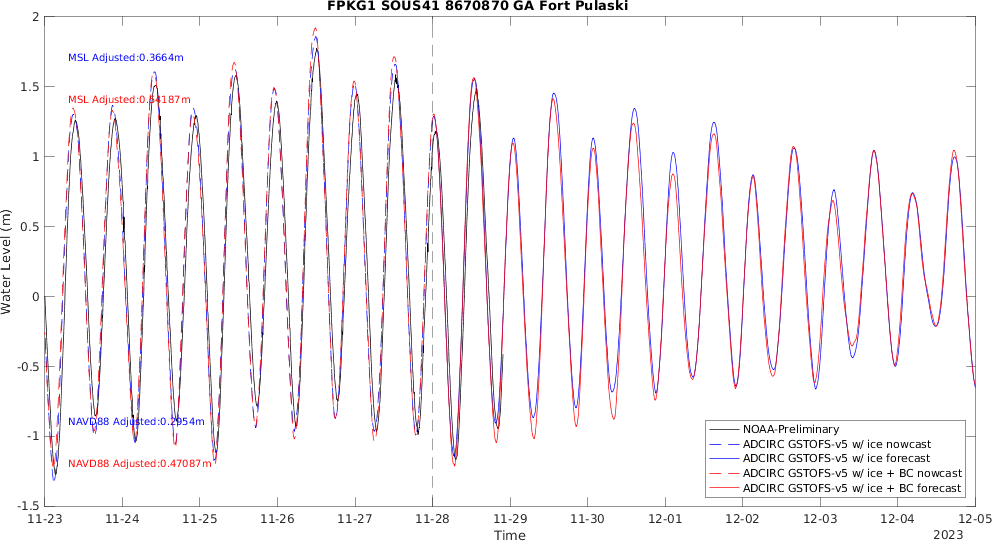 FPKG1 SOUS41 8670870 GA Fort Pulaski
2
1.5
1
0.5
0
-0.5
-1
-1.5
Water Level (m)
MSL Adjusted:0.3664m
MSL Adjusted:0.54187m
NAVD88 Adjusted:0.2954m
NAVD88 Adjusted:0.47087m
NOAA-Preliminary
ADCIRC GSTOFS-v5 w/ ice nowcast
ADCIRC GSTOFS-v5 w/ ice forecast
ADCIRC GSTOFS-v5 w/ ice + BC nowcast
ADCIRC GSTOFS-v5 w/ ice + BC forecast
11-23 11-24 11-25 11-26 11-27 11-28 11-29 11-30 12-01 12-02 12-03 12-04 12-05
Time
2023